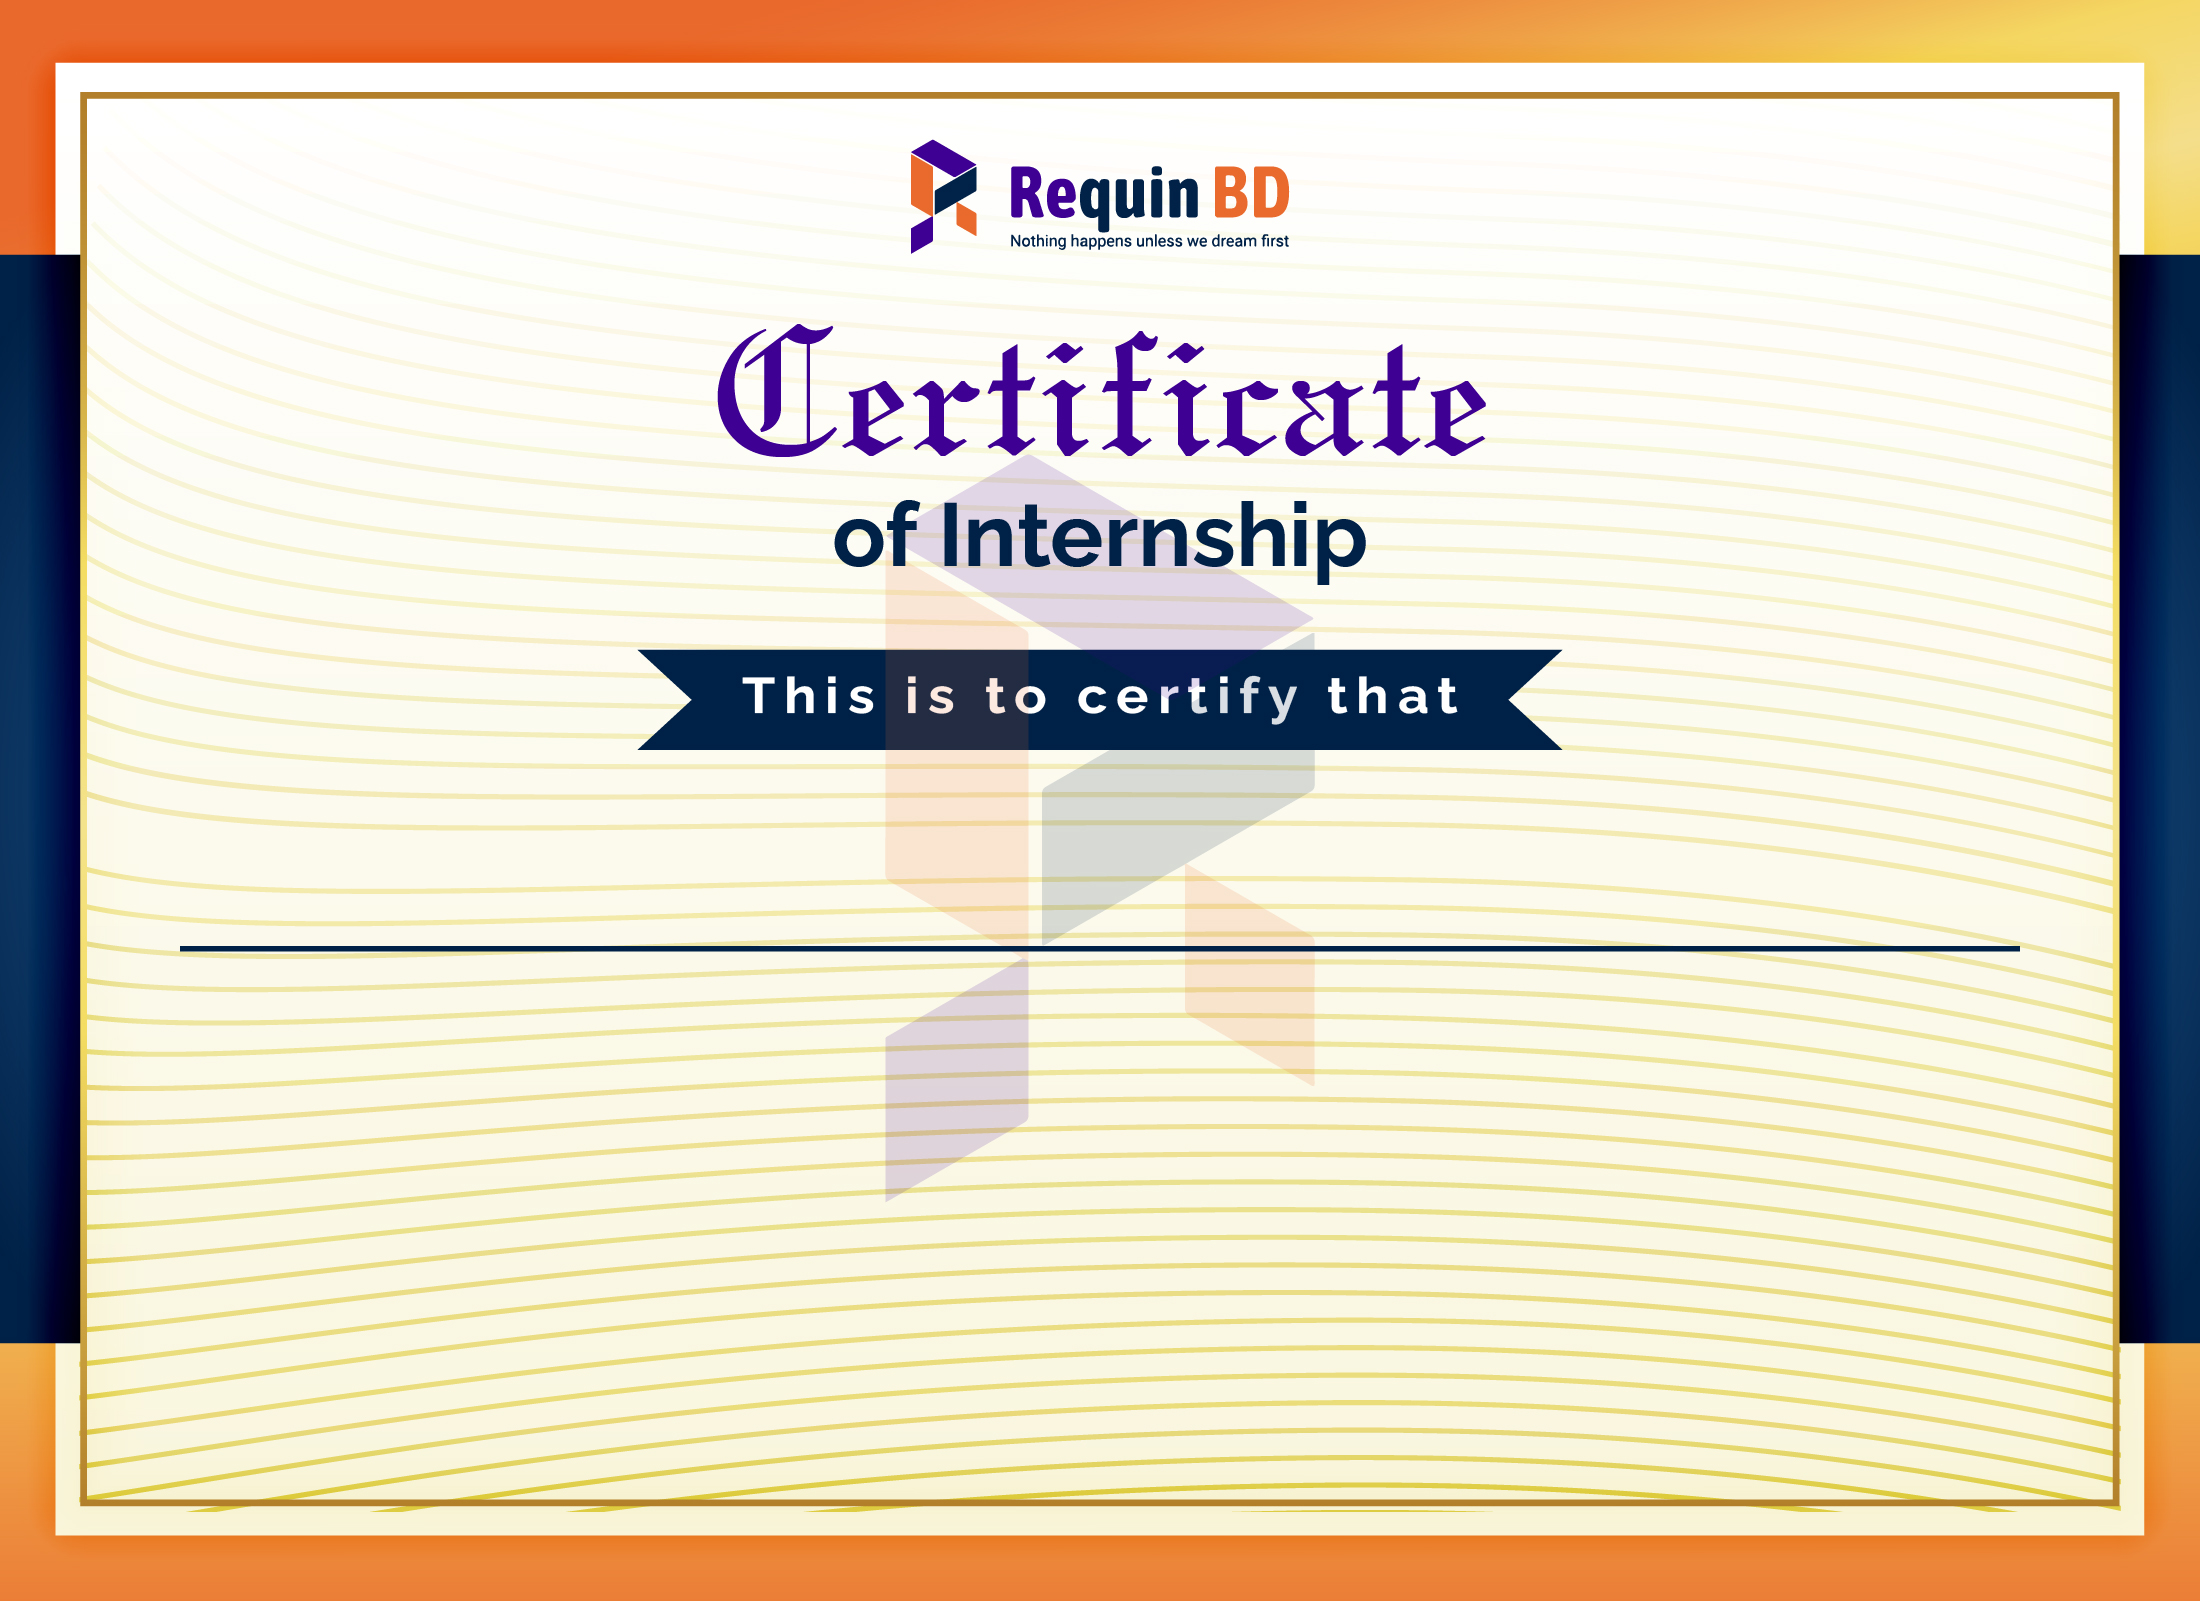 Requin BD
Nothing happens unless we dream first
Certificate
of Internship
This is to certify that